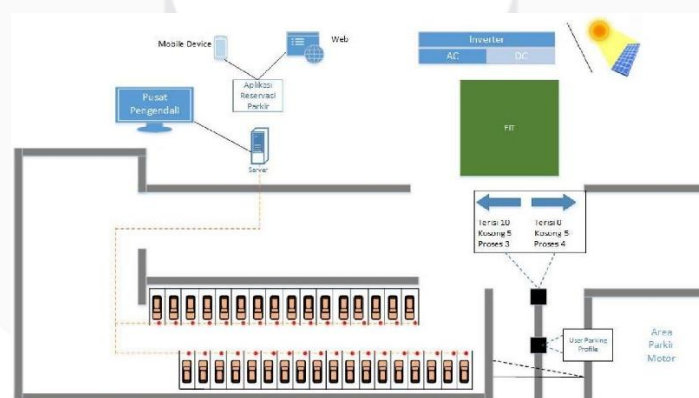 Mobile Device
Web
Inverter
AC
DC
Aplikasi
Reservasi
Parkir
Pusat
Pengendali
Server
FIT
Terisi 10
Kosong 5
Proses 3
Terisi 0
Kosong 5
Proses 4
User Parking
Profile
Area
Parkir
Motor